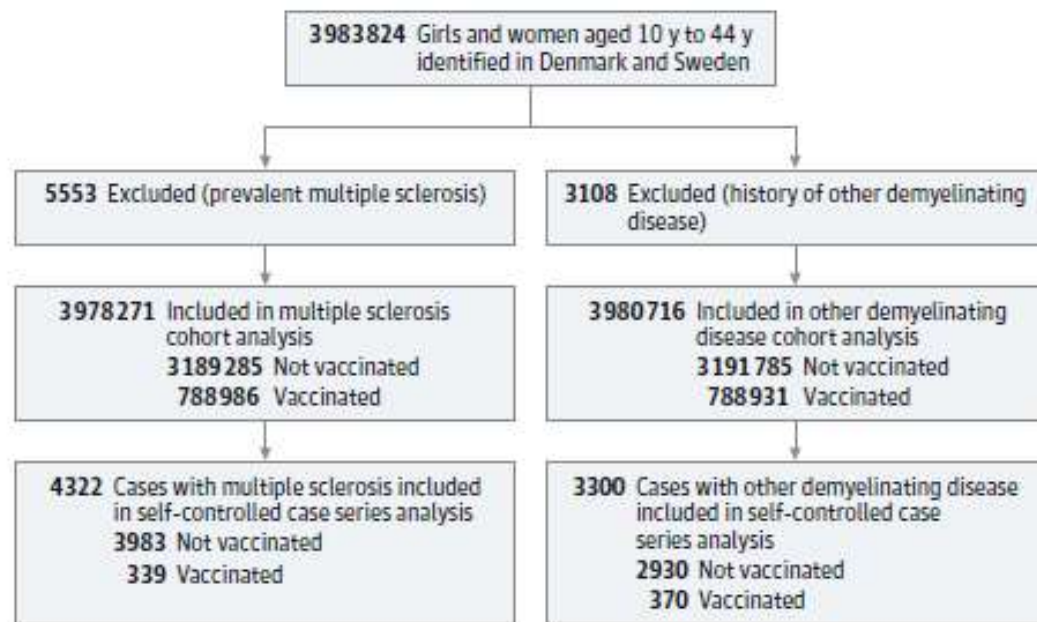 3983824 Girls and women aged 10 y to 44 y
identified in Denmark and Sweden
5553 Excluded (prevalent multiple sclerosis)
3108 Excluded (history of other demyelinating
disease)
3978271 Included in multiple sclerosis
cohort analysis
3189285 Not vaccinated
788986 Vaccinated
3980716 Included in other demyelinating
disease cohort analysis
3191785 Not vaccinated
788931 Vaccinated
4322 Cases with multiple sclerosis included
in self-controlled case series analysis
3983 Not vaccinated
339 Vaccinated
3300 Cases with other demyelinating disease
included in self-controlled case
series analysis
2930 Not vaccinated
370 Vaccinated